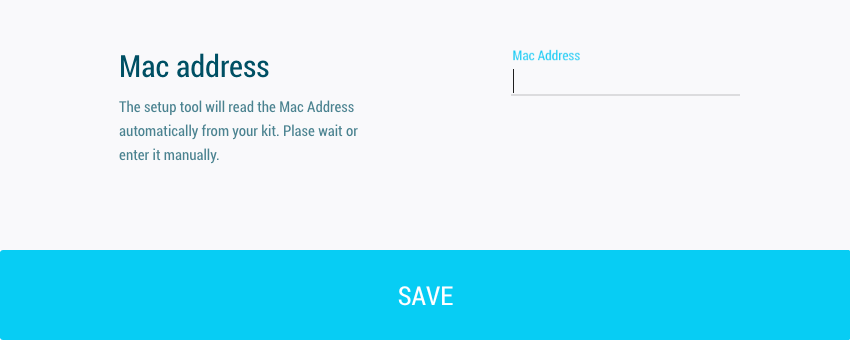 Mac address
The setup tool will read the Mac Address
automatically from your kit. Plase wait or
enter it manually.
Mac Address
SAVE